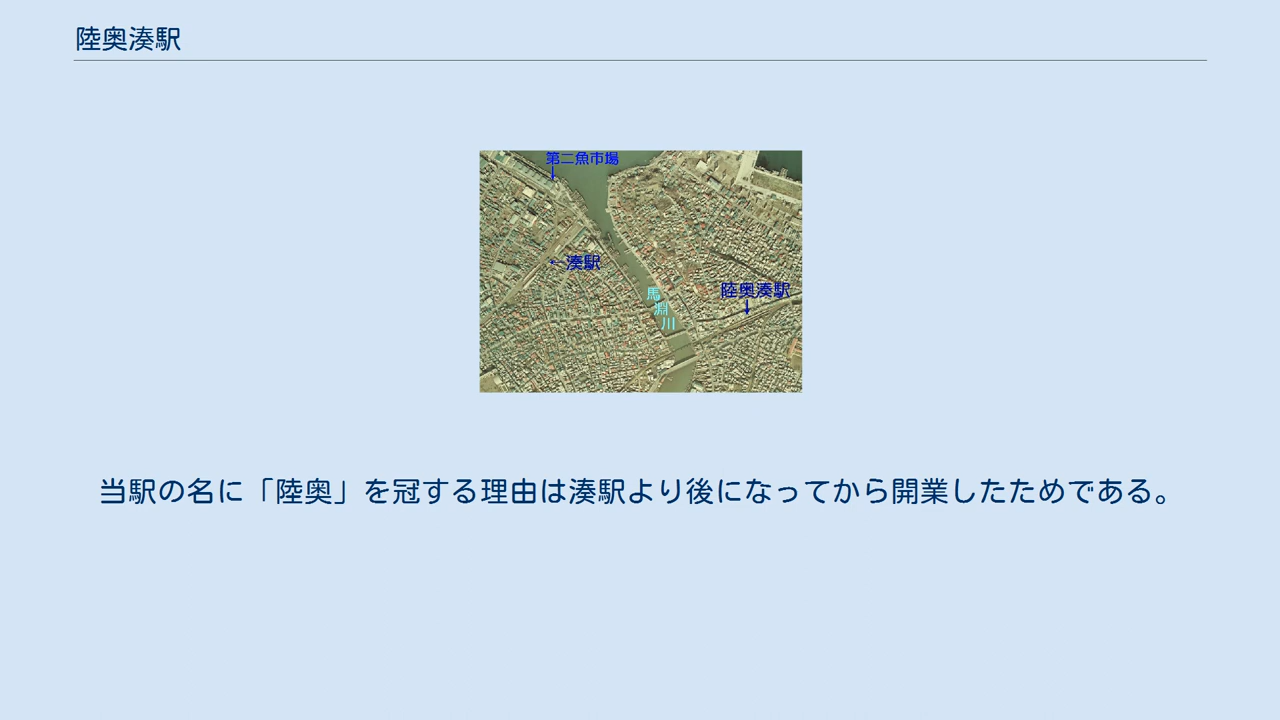 陸奥湊駅
第二魚市場
↓
←湊駅
陸奥湊駅
↓
馬
淵
川
当駅の名に「陸奥」を冠する理由は湊駅より後になってから開業したためである。